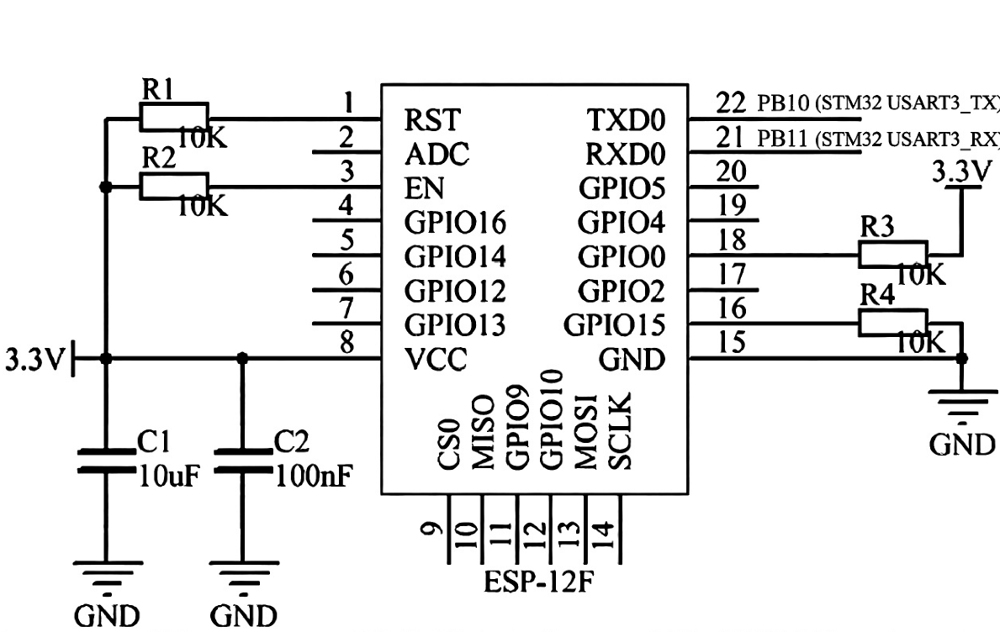 R1
10K
R2
10K
1
2
3
4
5
6
7
8
RST
ADC
EN
GPIO16
GPIO14
GPIO12
GPIO13
VCC
TXD0
RXD0
GPIO5
GPIO4
GPIO0
GPIO2
GPIO15
GND
22
21
20
19
18
17
16
15
PB10 (STM32 USART3_TX)
PB11 (STM32 USART3_RX)
3.3V
R3
10K
R4
10K
GND
3.3V
C1
10uF
C2
100nF
GND
GND
CS0
MISO
GPIO9
GPIO10
MOSI
SCLK
9
10
11
12
13
14
ESP-12F